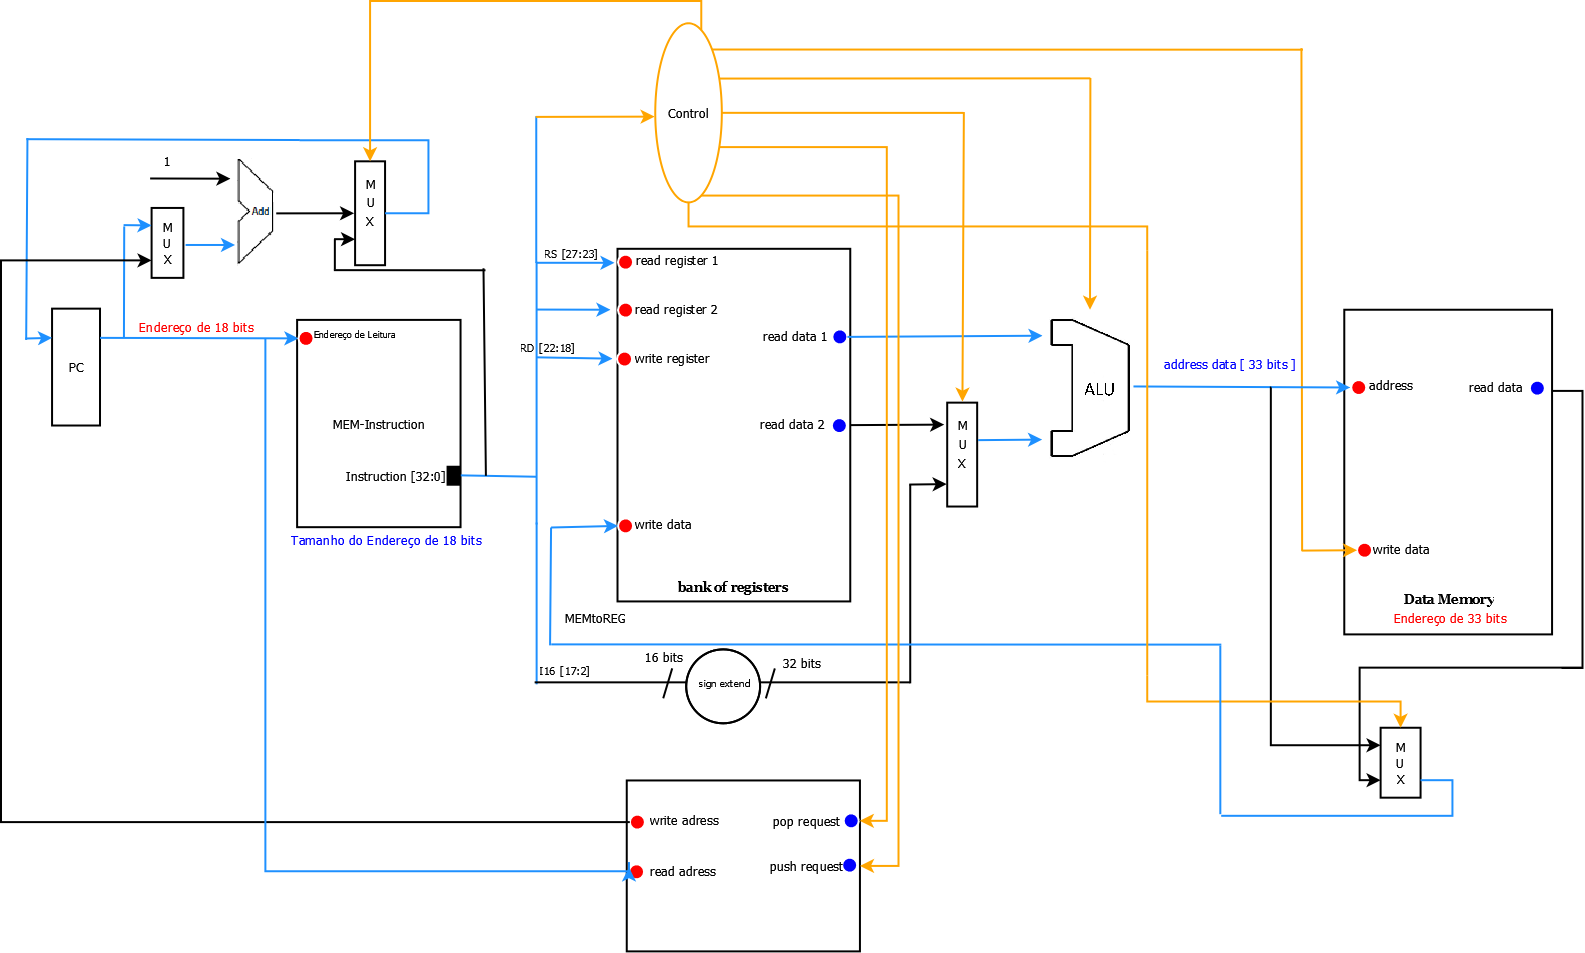 Control
1
M
U
X
Add
M
U
X
RS [27:23]
read register 1
read register 2
RD [22:18]
write register
read data 1
read data 2
write data
bank of registers
Endereço de 18 bits
PC
Endereço de Leitura
MEM-Instruction
Instruction [32:0]
Tamanho do Endereço de 18 bits
M
U
X
ALU
address data [ 33 bits ]
address
read data
write data
Data Memory
Endereço de 33 bits
MEMtoREG
I16 [17:2]
16 bits
sign extend
32 bits
M
U
X
write adress
pop request
read adress
push request